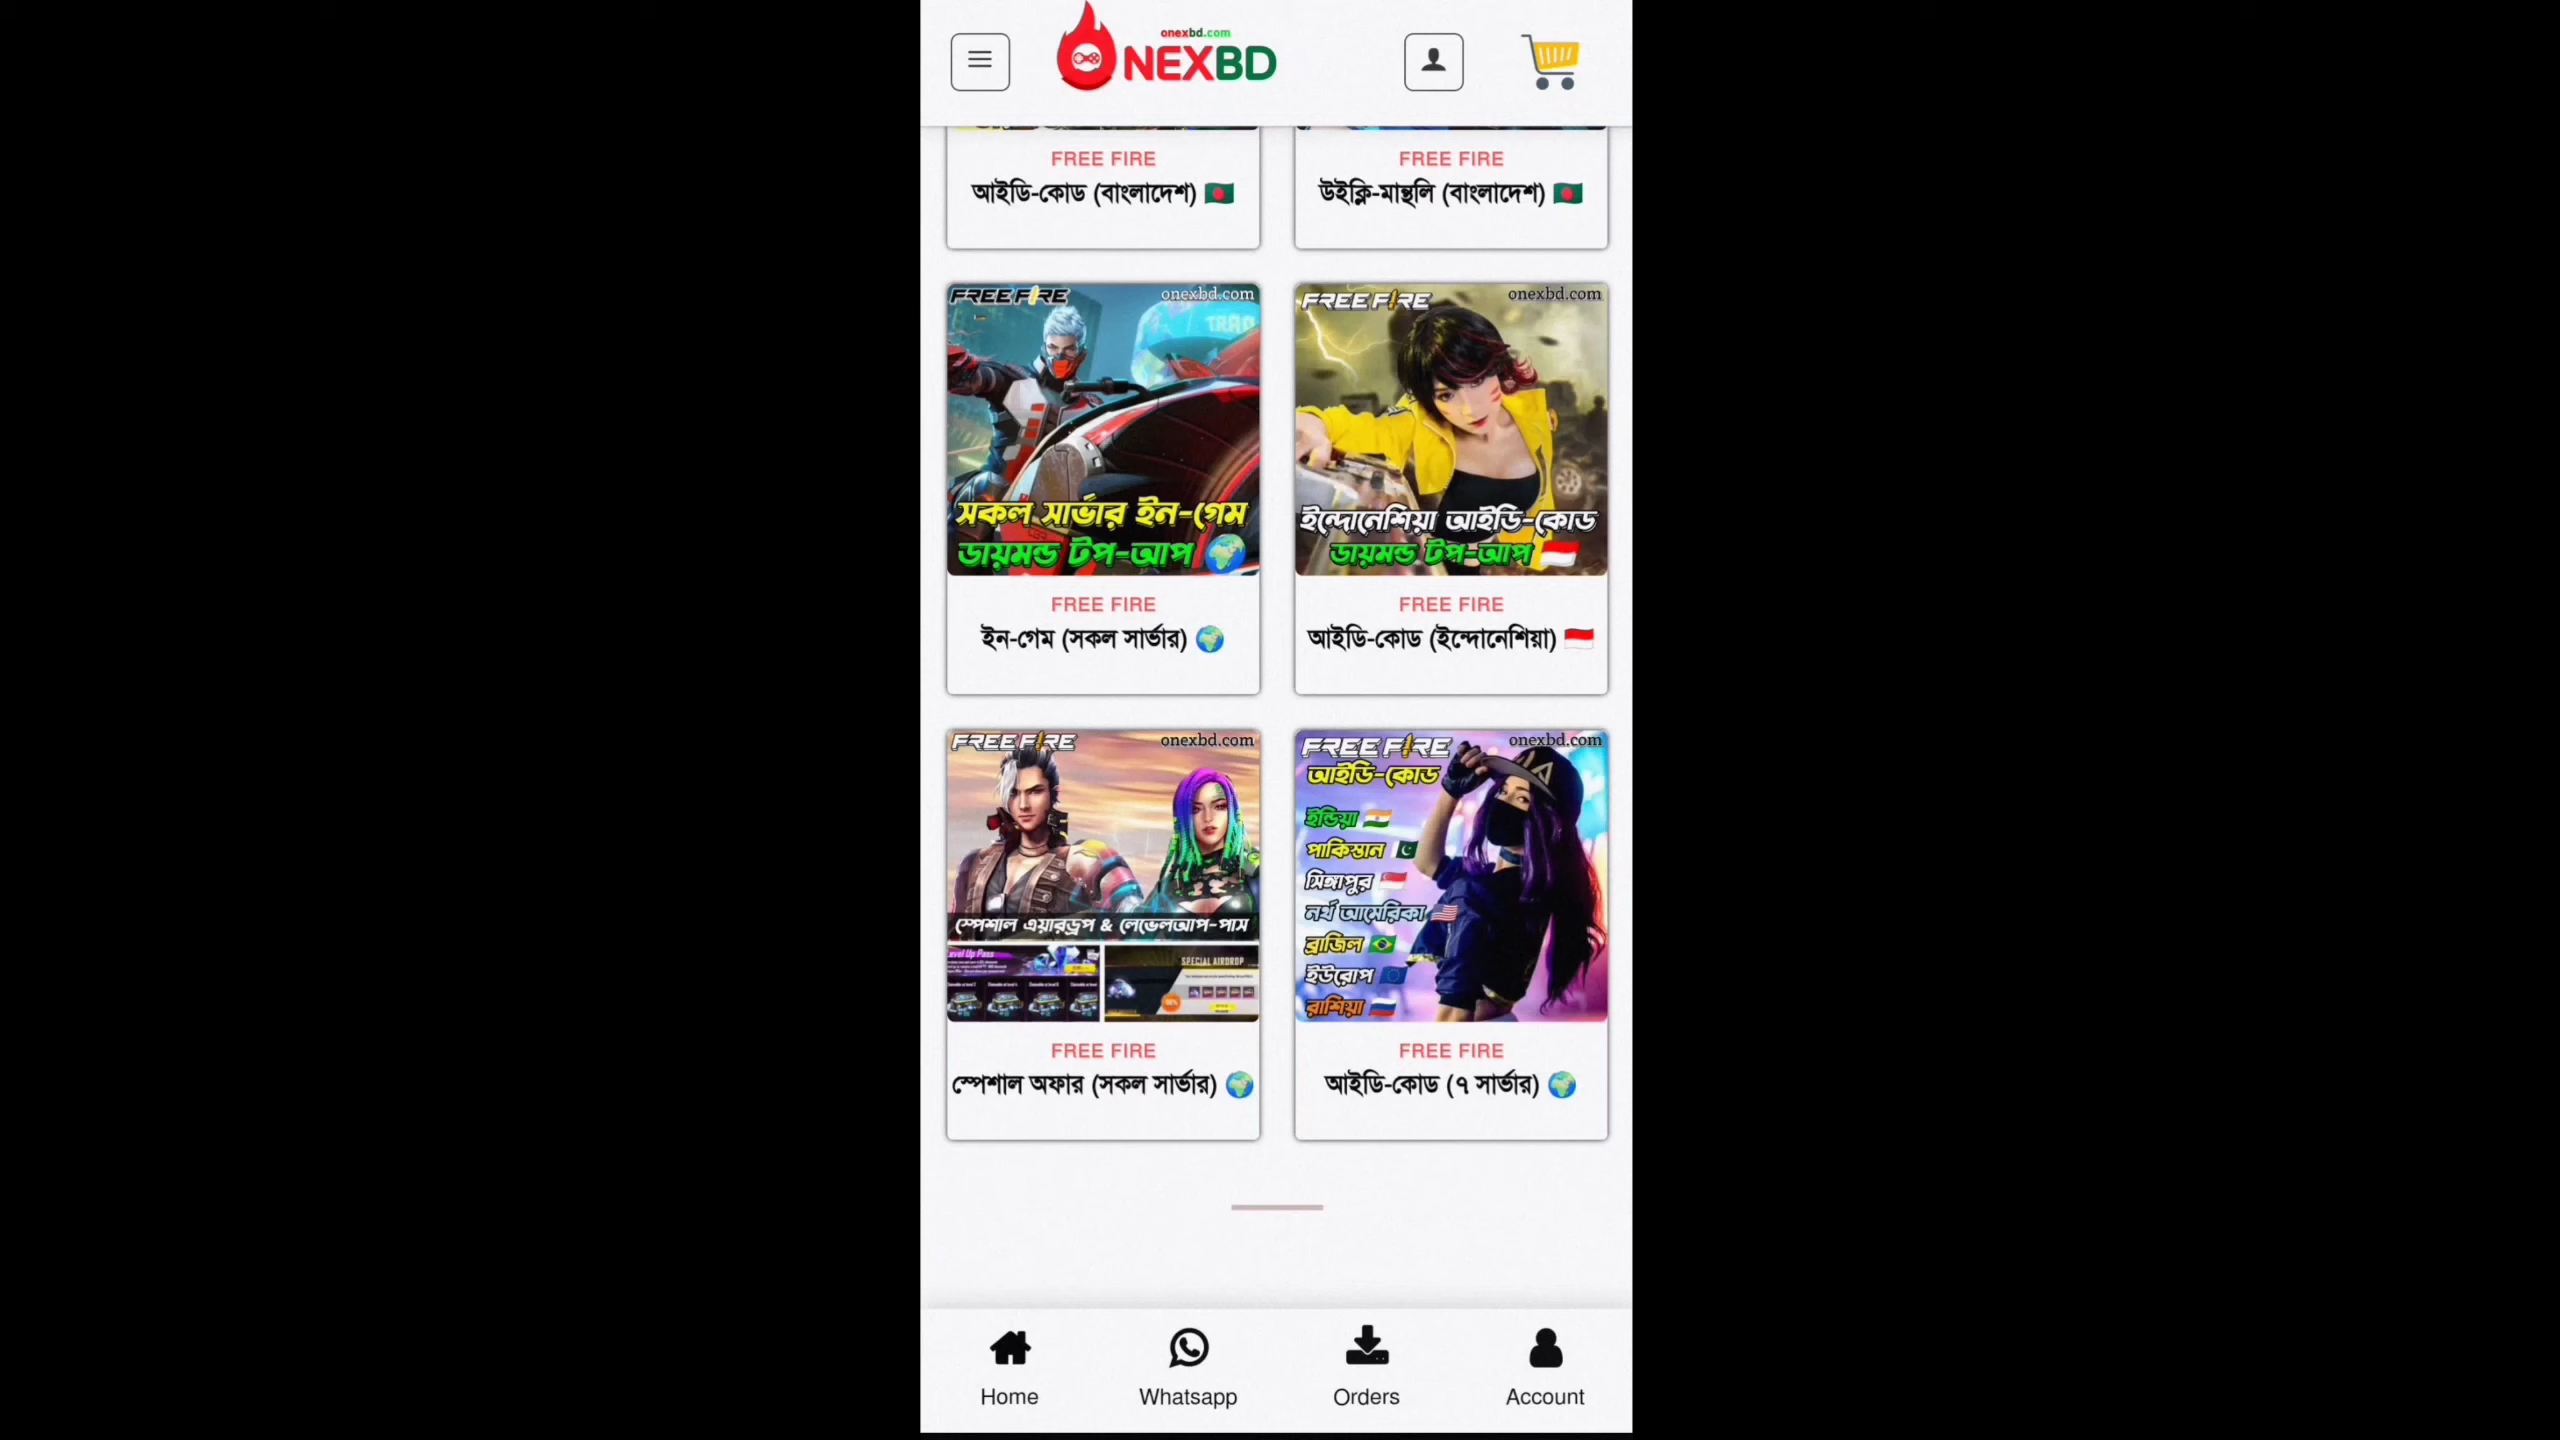 onexbd.com
NEXBD
FREE FIRE
আইডি-কোড (বাংলাদেশ)
FREE FIRE
উইক্লি-মান্থলি (বাংলাদেশ)
FREE FIRE
onexbd.com
সকল সার্ভার ইন-গেম
ডায়মন্ড টপ-আপ
FREE FIRE
ইন-গেম (সকল সার্ভার)
FREE FIRE
onexbd.com
ইন্দোনেশিয়া আইডি-কোড
ডায়মন্ড টপ-আপ
FREE FIRE
আইডি-কোড (ইন্দোনেশিয়া)
FREE FIRE
onexbd.com
স্পেশাল এয়ারড্রপ & লেভেলআপ-পাস
evel Up Pass
SPECIAL AIRDROP
FREE FIRE
স্পেশাল অফার (সকল সার্ভার)
FREE FIRE
onexbd.com
আইডি-কোড
ইন্ডিয়া
পাকিস্তান
সিঙ্গাপুর
নর্থ আমেরিকা
ব্রাজিল
ইউরোপ
রাশিয়া
FREE FIRE
আইডি-কোড (৭ সার্ভার)
Home
Whatsapp
Orders
Account